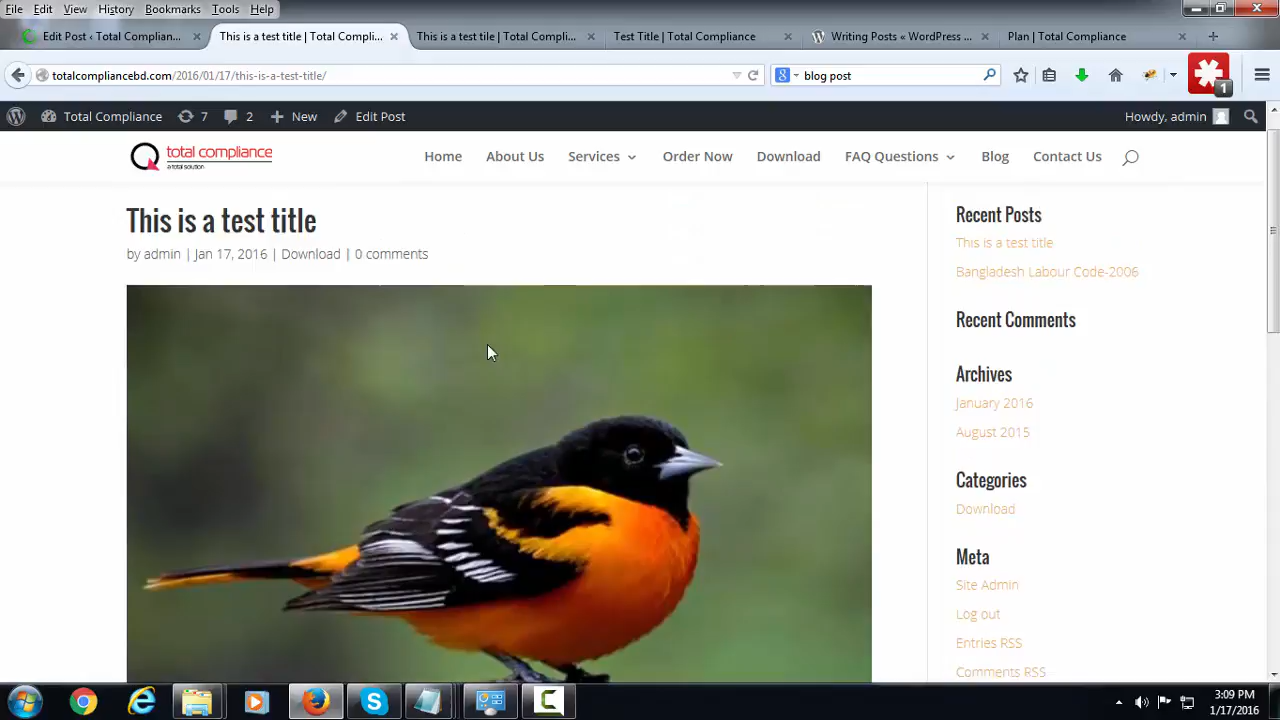 File Edit View History Bookmarks Tools Help
Edit Post ‹ Total Complian... This is a test title | Total Compli... This is a test tile | Total Compli... Test Title | Total Compliance Writing Posts « WordPress ... Plan | Total Compliance
totalcompliancebd.com/2016/01/17/this-is-a-test-title/ blog post 1
Total Compliance 7 2 New Edit Post Howdy, admin
total compliance
a total solution
Home About Us Services Order Now Download FAQ Questions Blog Contact Us
This is a test title
by admin | Jan 17, 2016 | Download | 0 comments
Recent Posts
This is a test title
Bangladesh Labour Code-2006
Recent Comments
Archives
January 2016
August 2015
Categories
Download
Meta
Site Admin
Log out
Entries RSS
Comments RSS
3:09 PM
1/17/2016